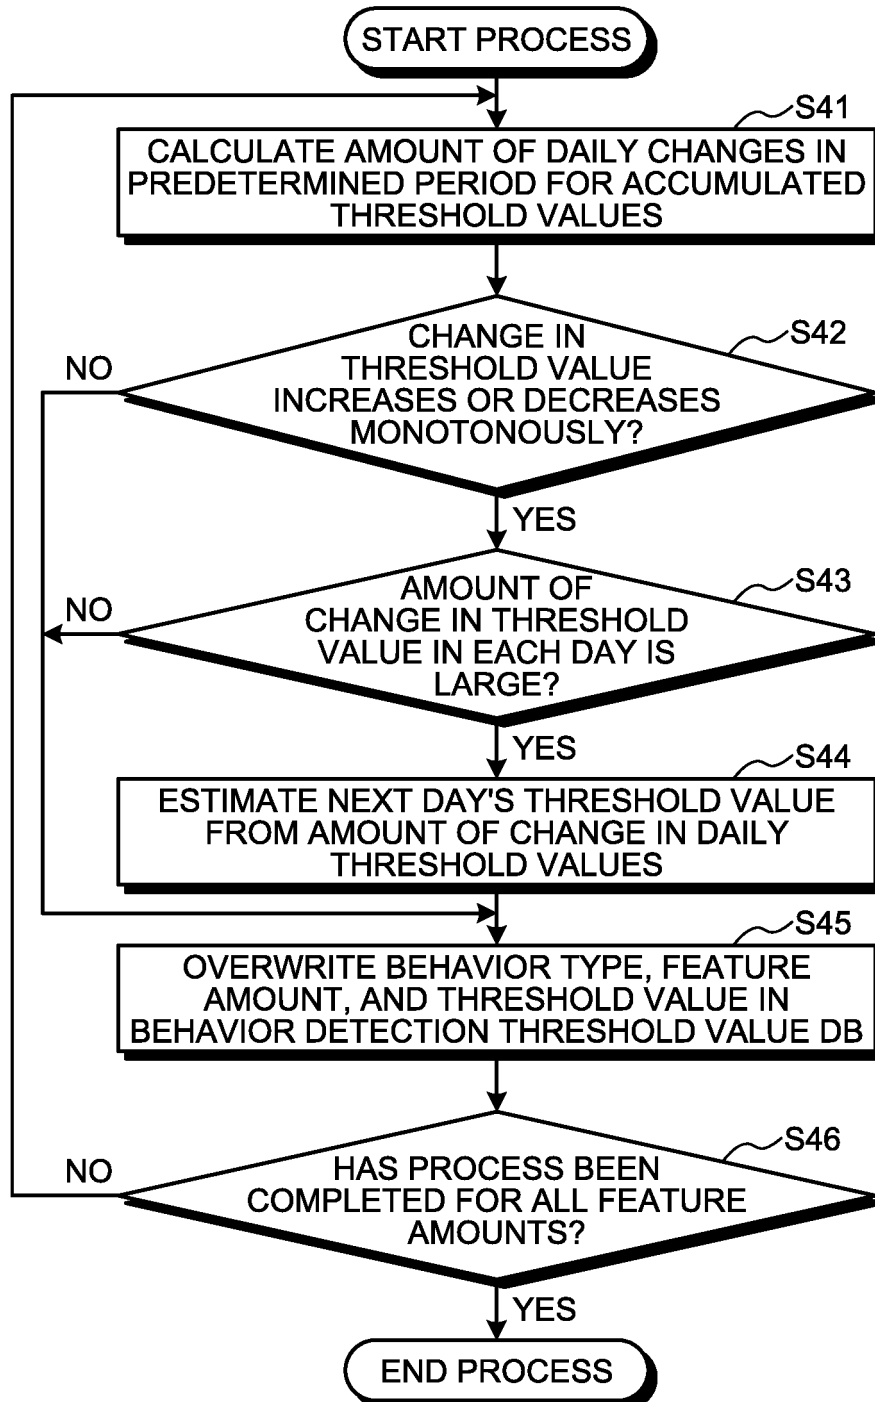 START PROCESS
S41
CALCULATE AMOUNT OF DAILY CHANGES IN
PREDETERMINED PERIOD FOR ACCUMULATED
THRESHOLD VALUES
S42
CHANGE IN
THRESHOLD VALUE
INCREASES OR DECREASES
MONOTONOUSLY?
NO
YES
S43
AMOUNT OF
CHANGE IN THRESHOLD
VALUE IN EACH DAY IS
LARGE?
NO
YES
S44
ESTIMATE NEXT DAY'S THRESHOLD VALUE
FROM AMOUNT OF CHANGE IN DAILY
THRESHOLD VALUES
S45
OVERWRITE BEHAVIOR TYPE, FEATURE
AMOUNT, AND THRESHOLD VALUE IN
BEHAVIOR DETECTION THRESHOLD VALUE DB
S46
HAS PROCESS BEEN
COMPLETED FOR ALL FEATURE
AMOUNTS?
NO
YES
END PROCESS